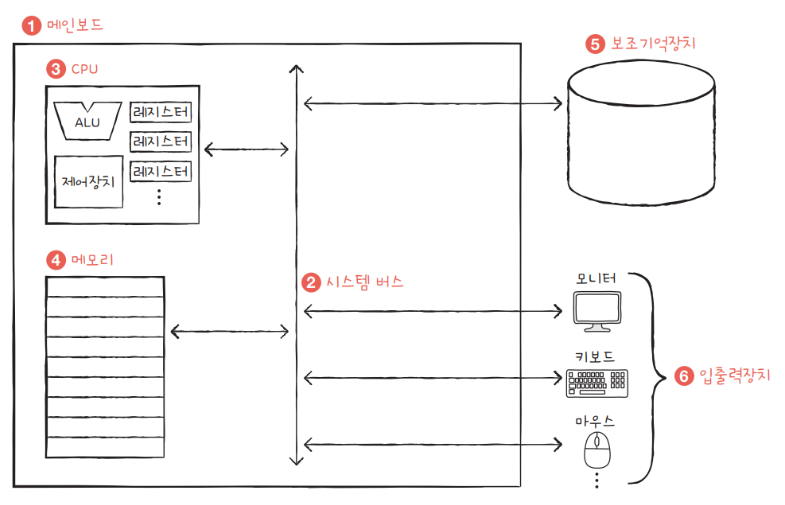 1 메인보드
3 CPU
ALU
레지스터
레지스터
제어장치
레지스터
4 메모리
2 시스템 버스
5 보조기억장치
모니터
키보드
마우스
6 입출력장치